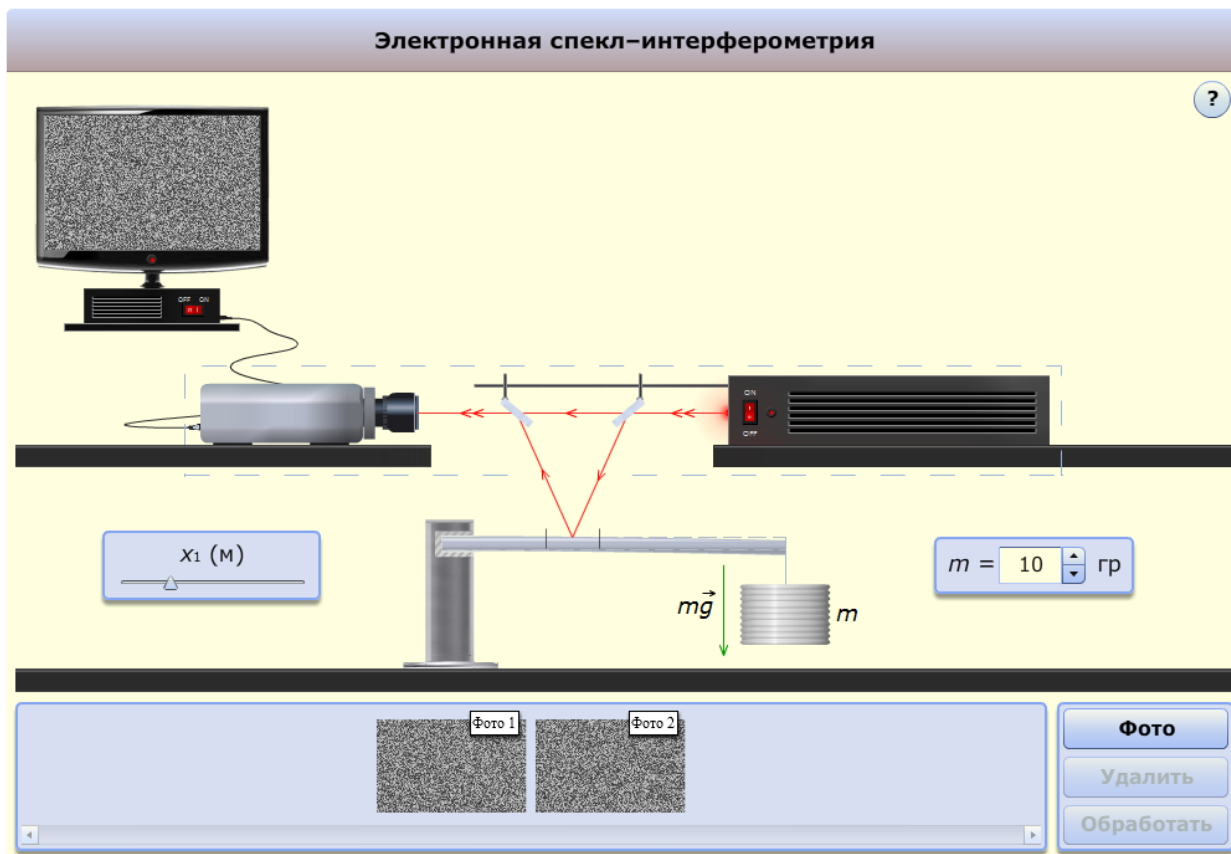 Электронная спекл–интерферометрия
?
OFF ON
ON
OFF
x₁ (м)
m = 10 гр
mg⃗
m
Фото 1
Фото 2
Фото
Удалить
Обработать